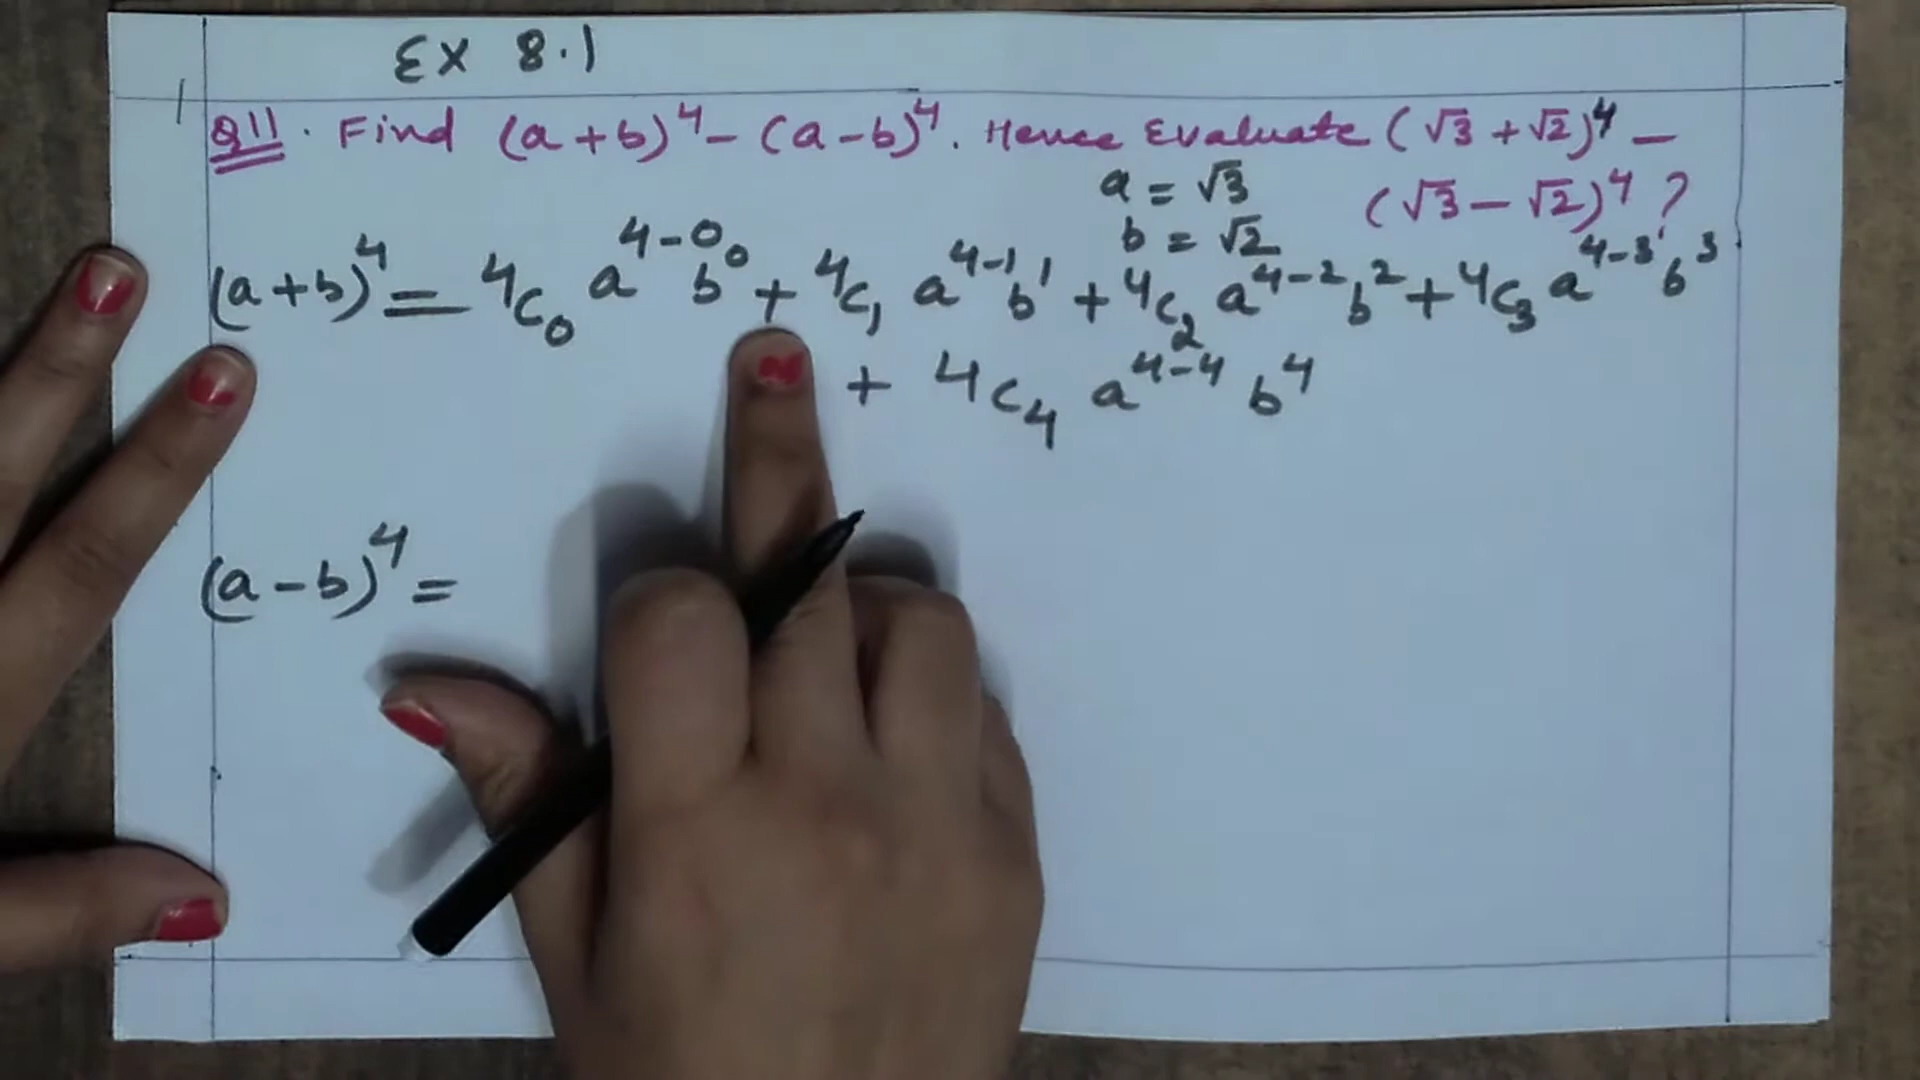 Ex 8.1
Q11. Find (a+b)⁴ - (a-b)⁴. Hence Evaluate (√3 + √2)⁴ -
(√3 - √2)⁴ ?
a = √3
b = √2
(a+b)⁴ = ⁴C₀ a⁴⁻⁰ b⁰ + ⁴C₁ a⁴⁻¹ b¹ + ⁴C₂ a⁴⁻² b² + ⁴C₃ a⁴⁻³ b³
+ ⁴C₄ a⁴⁻⁴ b⁴
(a-b)⁴ =